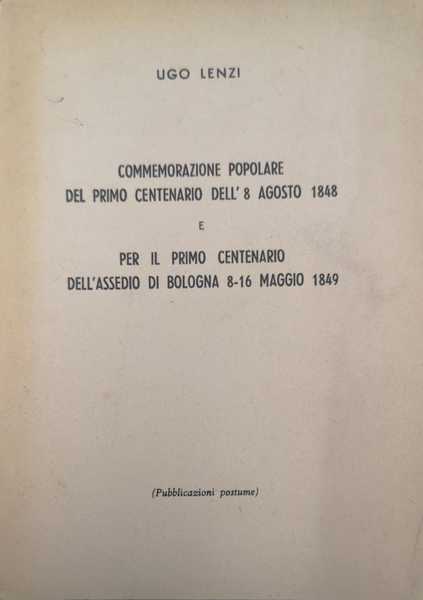 UGO LENZI
COMMEMORAZIONE POPOLARE
DEL PRIMO CENTENARIO DELL'8 AGOSTO 1848
E
PER IL PRIMO CENTENARIO
DELL'ASSEDIO DI BOLOGNA 8-16 MAGGIO 1849
(Pubblicazioni postume)